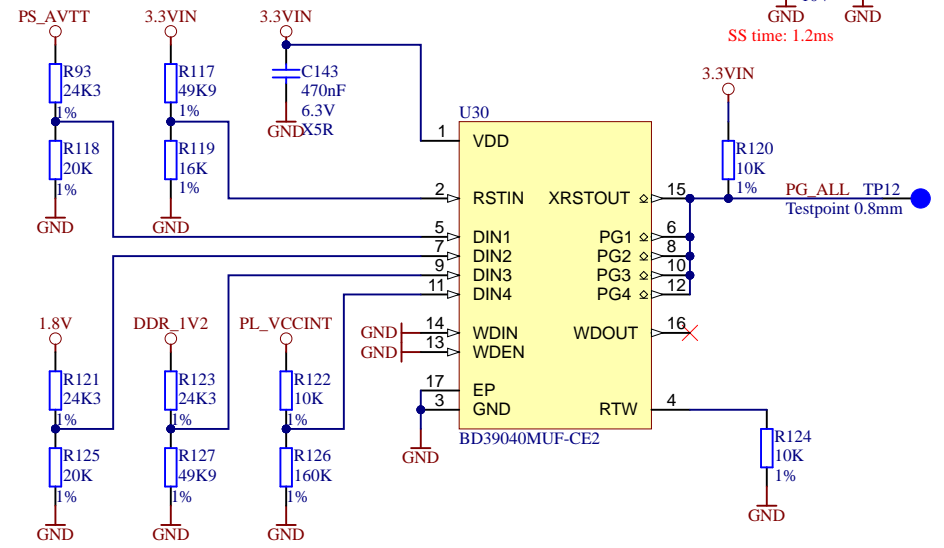 GND
GND
SS time: 1.2ms
PS_AVTT
3.3VIN
3.3VIN
R93
24K3
1%
R117
49K9
1%
C143
470nF
6.3V
X5R
GND
R118
20K
1%
GND
R119
16K
1%
GND
3.3VIN
R120
10K
1%
PG_ALL
TP12
Testpoint 0.8mm
U30
1
VDD
2
RSTIN
5
DIN1
7
DIN2
9
DIN3
11
DIN4
GND
14
WDIN
GND
13
WDEN
17
EP
3
GND
GND
XRSTOUT
15
PG1
6
PG2
8
PG3
10
PG4
12
WDOUT
16
RTW
4
BD39040MUF-CE2
R124
10K
1%
GND
1.8V
DDR_1V2
PL_VCCINT
R121
24K3
1%
R123
24K3
1%
R122
10K
1%
R125
20K
1%
GND
R127
49K9
1%
GND
R126
160K
1%
GND